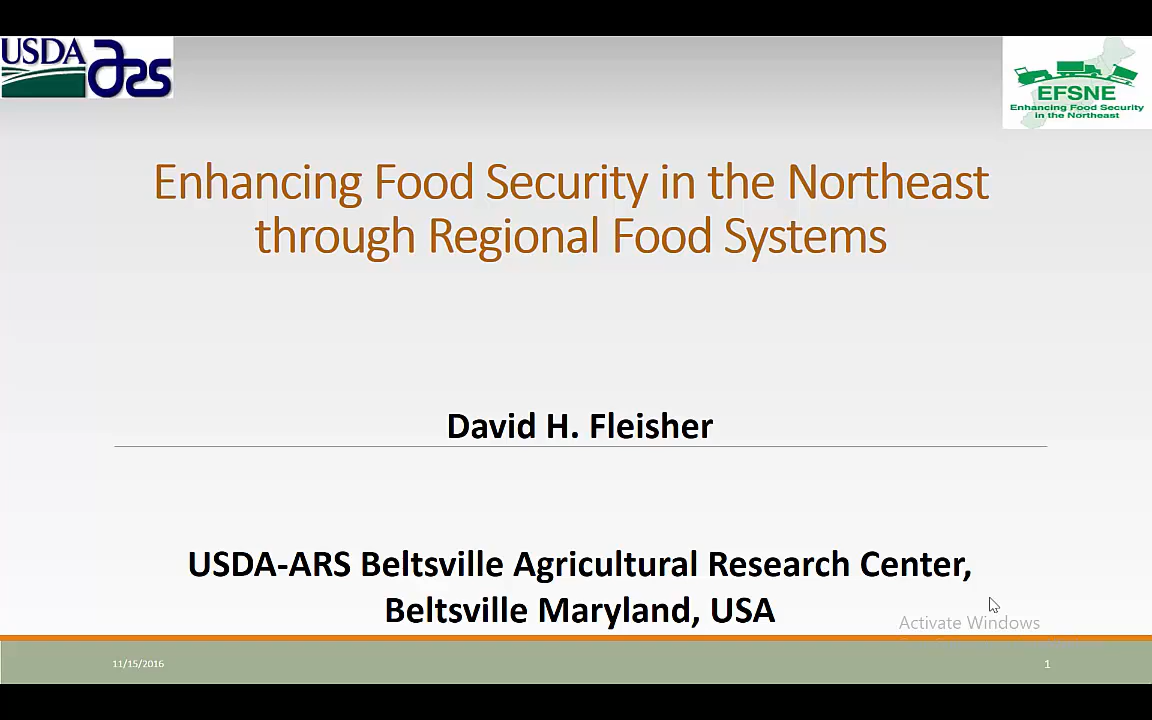 USDA ars
EFSNE
Enhancing Food Security
in the Northeast
Enhancing Food Security in the Northeast
through Regional Food Systems
David H. Fleisher
USDA-ARS Beltsville Agricultural Research Center,
Beltsville Maryland, USA
Activate Windows
11/15/2016
1